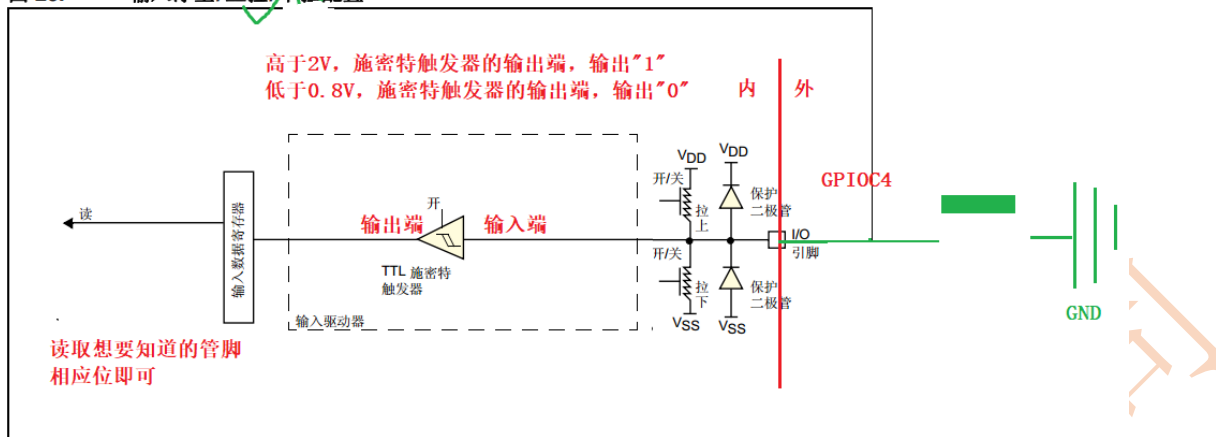 高于2V，施密特触发器的输出端，输出"1"
低于0.8V，施密特触发器的输出端，输出"0"
内 外
VDD VDD
开/关
GPIOC4
保护
二极管
拉
上
读
开
输出端
输入端
I/O
引脚
输入数据寄存器
TTL 施密特
触发器
开/关
拉
下
保护
二极管
VSS VSS
GND
输入驱动器
读取想要知道的管脚
相应位即可